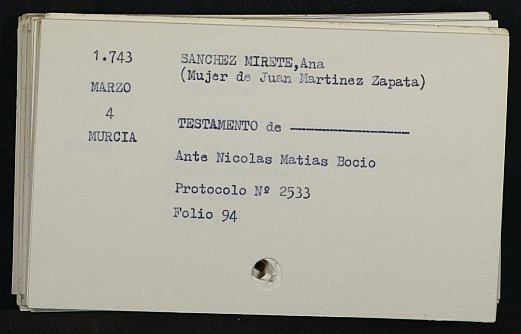 1.743
SANCHEZ MIRETE,Ana
(Mujer de Juan Martinez Zapata)
MARZO
4
TESTAMENTO de ————————
MURCIA
Ante Nicolas Matias Bocio
Protocolo Nº 2533
Folio 94